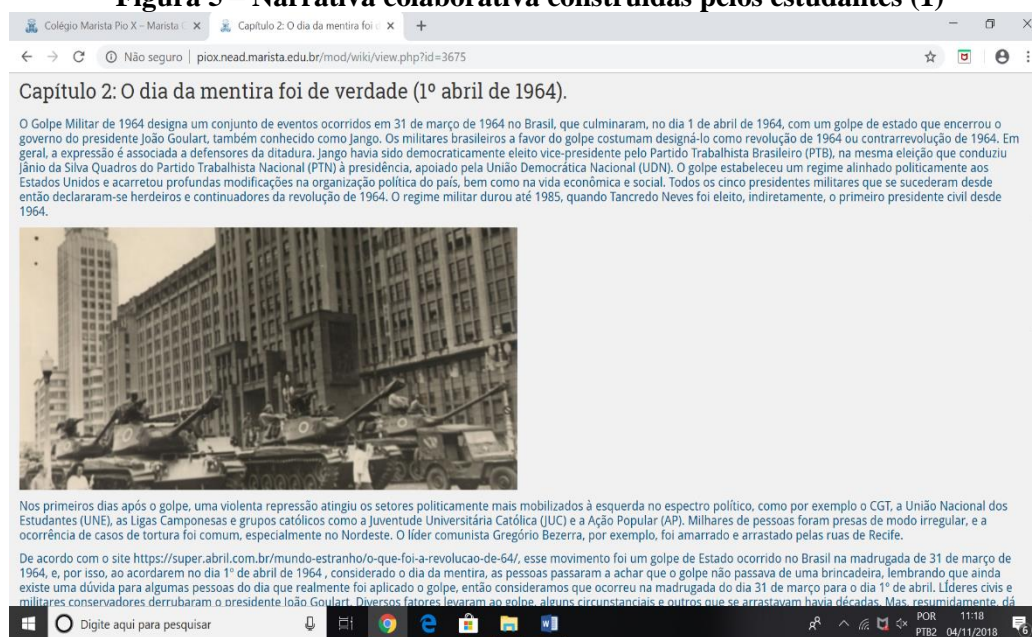 Figura 5 – Narrativa colaborativa construídas pelos estudantes (1)
Colégio Marista Pio X – Marista C
Capítulo 2: O dia da mentira foi d
Não seguro | piox.nead.marista.edu.br/mod/wiki/view.php?id=3675
Capítulo 2: O dia da mentira foi de verdade (1º abril de 1964).
O Golpe Militar de 1964 designa um conjunto de eventos ocorridos em 31 de março de 1964 no Brasil, que culminaram, no dia 1 de abril de 1964, com um golpe de estado que encerrou o
governo do presidente João Goulart, também conhecido como Jango. Os militares brasileiros a favor do golpe costumam designá-lo como revolução de 1964 ou contrarrevolução de 1964. Em
geral, a expressão é associada a defensores da ditadura. Jango havia sido democraticamente eleito vice-presidente pelo Partido Trabalhista Brasileiro (PTB), na mesma eleição que conduziu
Jânio da Silva Quadros do Partido Trabalhista Nacional (PTN) à presidência, apoiado pela União Democrática Nacional (UDN). O golpe estabeleceu um regime alinhado politicamente aos
Estados Unidos e acarretou profundas modificações na organização política do país, bem como na vida econômica e social. Todos os cinco presidentes militares que se sucederam desde
então declararam-se herdeiros e continuadores da revolução de 1964. O regime militar durou até 1985, quando Tancredo Neves foi eleito, indiretamente, o primeiro presidente civil desde
1964.
Nos primeiros dias após o golpe, uma violenta repressão atingiu os setores politicamente mais mobilizados à esquerda no espectro político, como por exemplo o CGT, a União Nacional dos
Estudantes (UNE), as Ligas Camponesas e grupos católicos como a Juventude Universitária Católica (JUC) e a Ação Popular (AP). Milhares de pessoas foram presas de modo irregular, e a
ocorrência de casos de tortura foi comum, especialmente no Nordeste. O líder comunista Gregório Bezerra, por exemplo, foi amarrado e arrastado pelas ruas de Recife.
De acordo com o site https://super.abril.com.br/mundo-estranho/o-que-foi-a-revolucao-de-64/, esse movimento foi um golpe de Estado ocorrido no Brasil na madrugada de 31 de março de
1964, e, por isso, ao acordarem no dia 1º de abril de 1964 , considerado o dia da mentira, as pessoas passaram a achar que o golpe não passava de uma brincadeira, lembrando que ainda
existe uma dúvida para algumas pessoas do dia que realmente foi aplicado o golpe, então consideramos que ocorreu na madrugada do dia 31 de março para o dia 1º de abril. Líderes civis e
militares conservadores derrubaram o presidente João Goulart. Diversos fatores levaram ao golpe, alguns circunstanciais e outros que se arrastavam havia décadas. Mas, resumidamente, dá
Digite aqui para pesquisar
POR 11:18
PTB2 04/11/2018